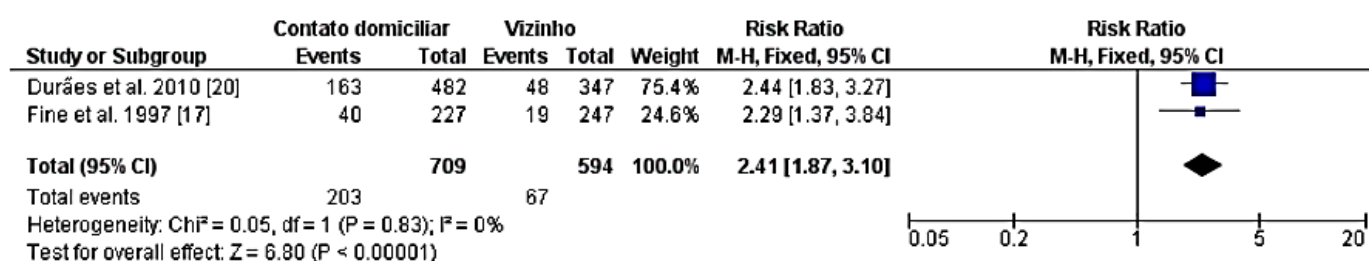 Contato domiciliar Vizinho Risk Ratio Risk Ratio
Study or Subgroup Events Total Events Total Weight M-H, Fixed, 95% CI M-H, Fixed, 95% CI
Durães et al. 2010 [20] 163 482 48 347 75.4% 2.44 [1.83, 3.27]
Fine et al. 1997 [17] 40 227 19 247 24.6% 2.29 [1.37, 3.84]
Total (95% CI) 709 594 100.0% 2.41 [1.87, 3.10]
Total events 203 67
Heterogeneity: Chi² = 0.05, df = 1 (P = 0.83); I² = 0%
Test for overall effect: Z = 6.80 (P < 0.00001)
0.05 0.2 1 5 20